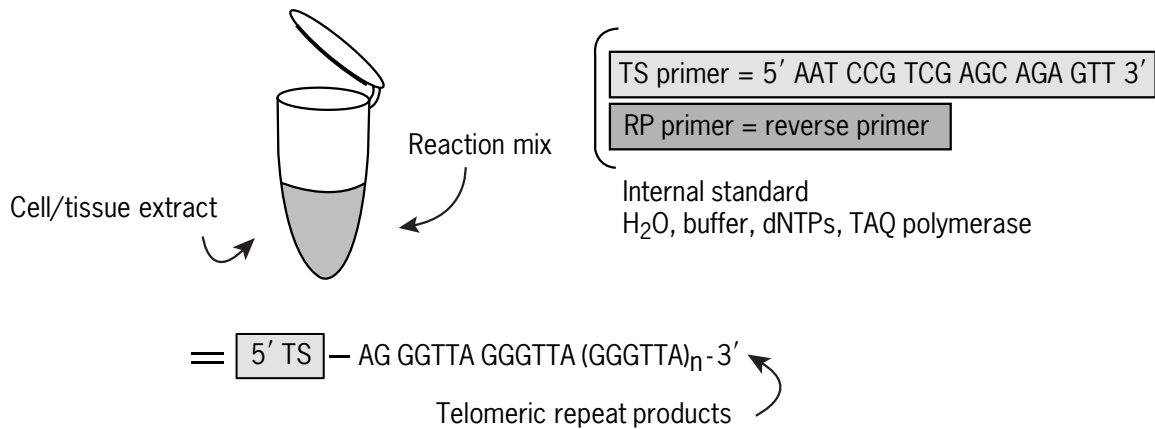 TS primer = 5′ AAT CCG TCG AGC AGA GTT 3′
RP primer = reverse primer
Reaction mix
Internal standard
Cell/tissue extract
H₂O, buffer, dNTPs, TAQ polymerase
5′ TS – AG GGTTA GGGTTA (GGGTTA)ₙ-3′
Telomeric repeat products